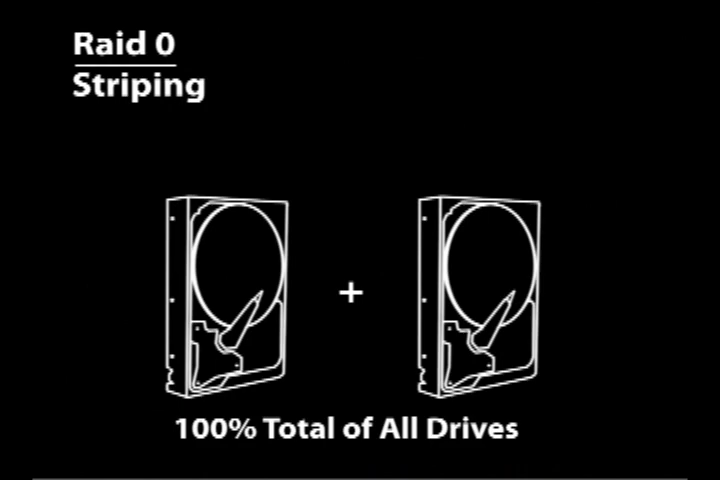 Raid 0
Striping
+
100% Total of All Drives